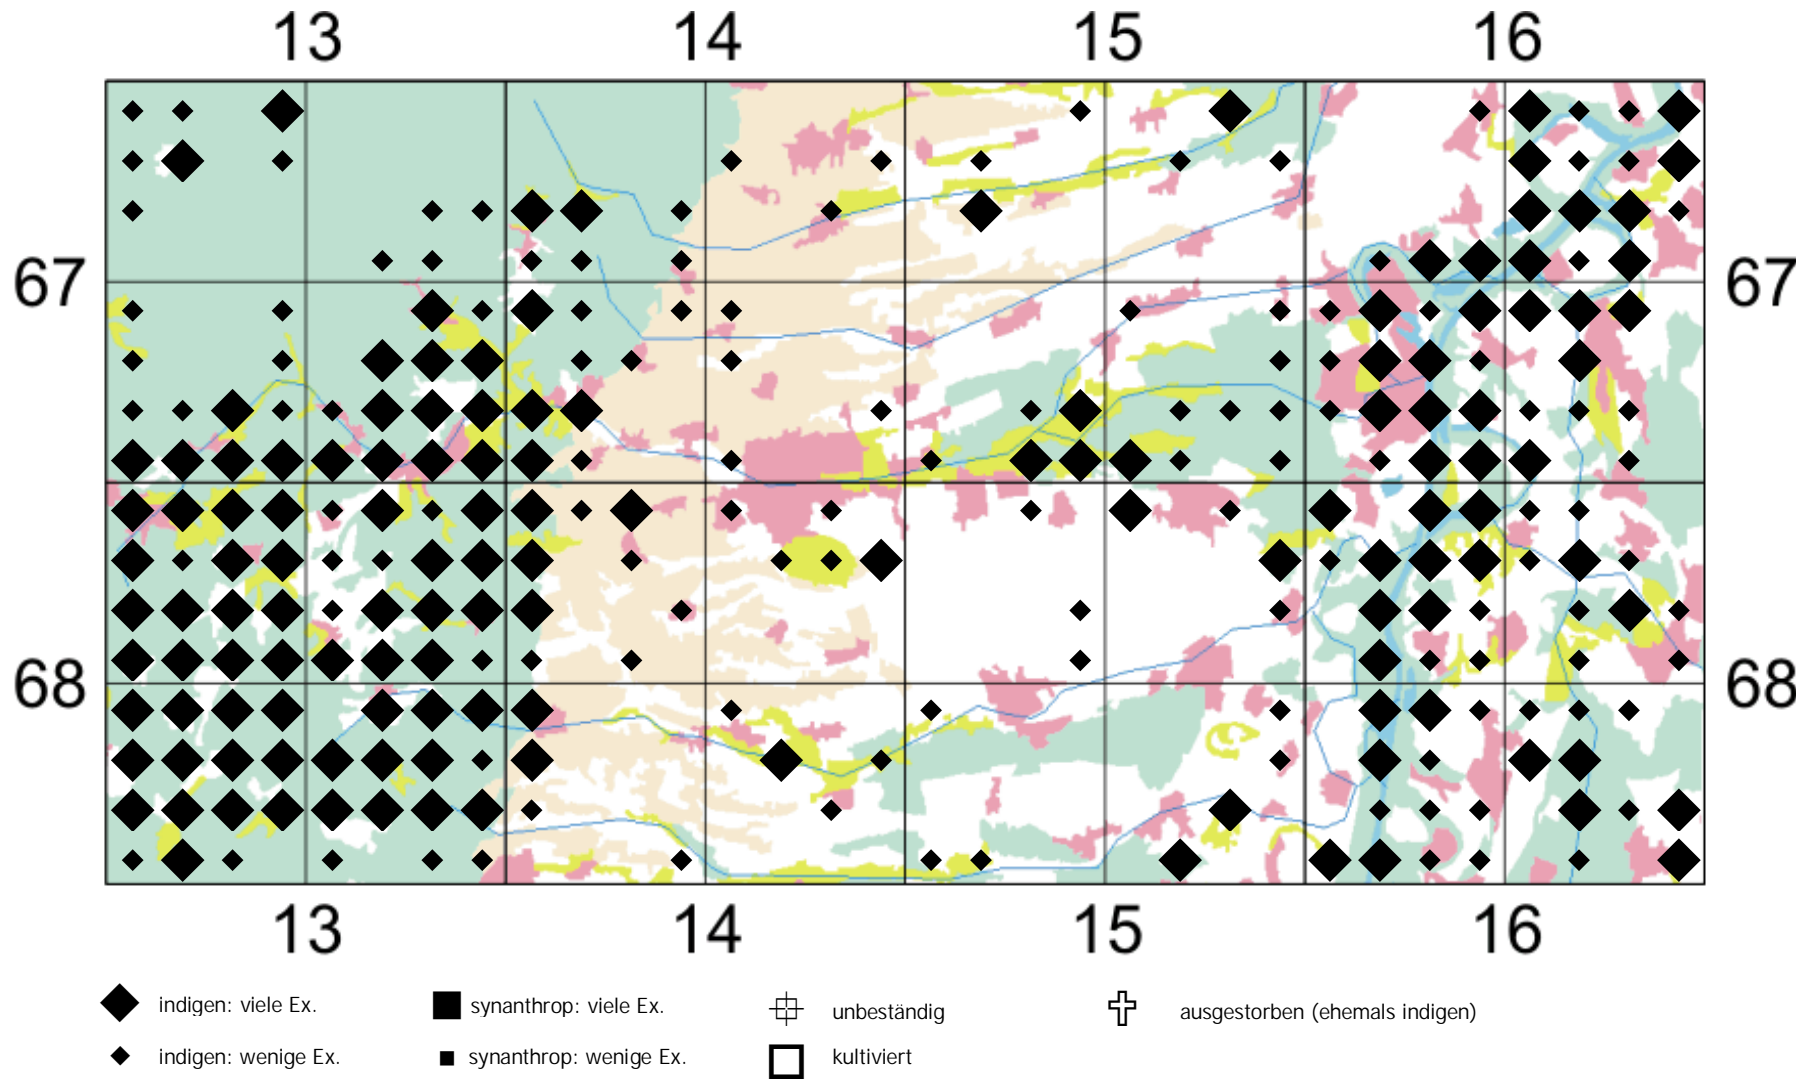 13 14 15 16
67 67
68 68
13 14 15 16
indigen: viele Ex. synanthrop: viele Ex. unbeständig ausgestorben (ehemals indigen)
indigen: wenige Ex. synanthrop: wenige Ex. kultiviert